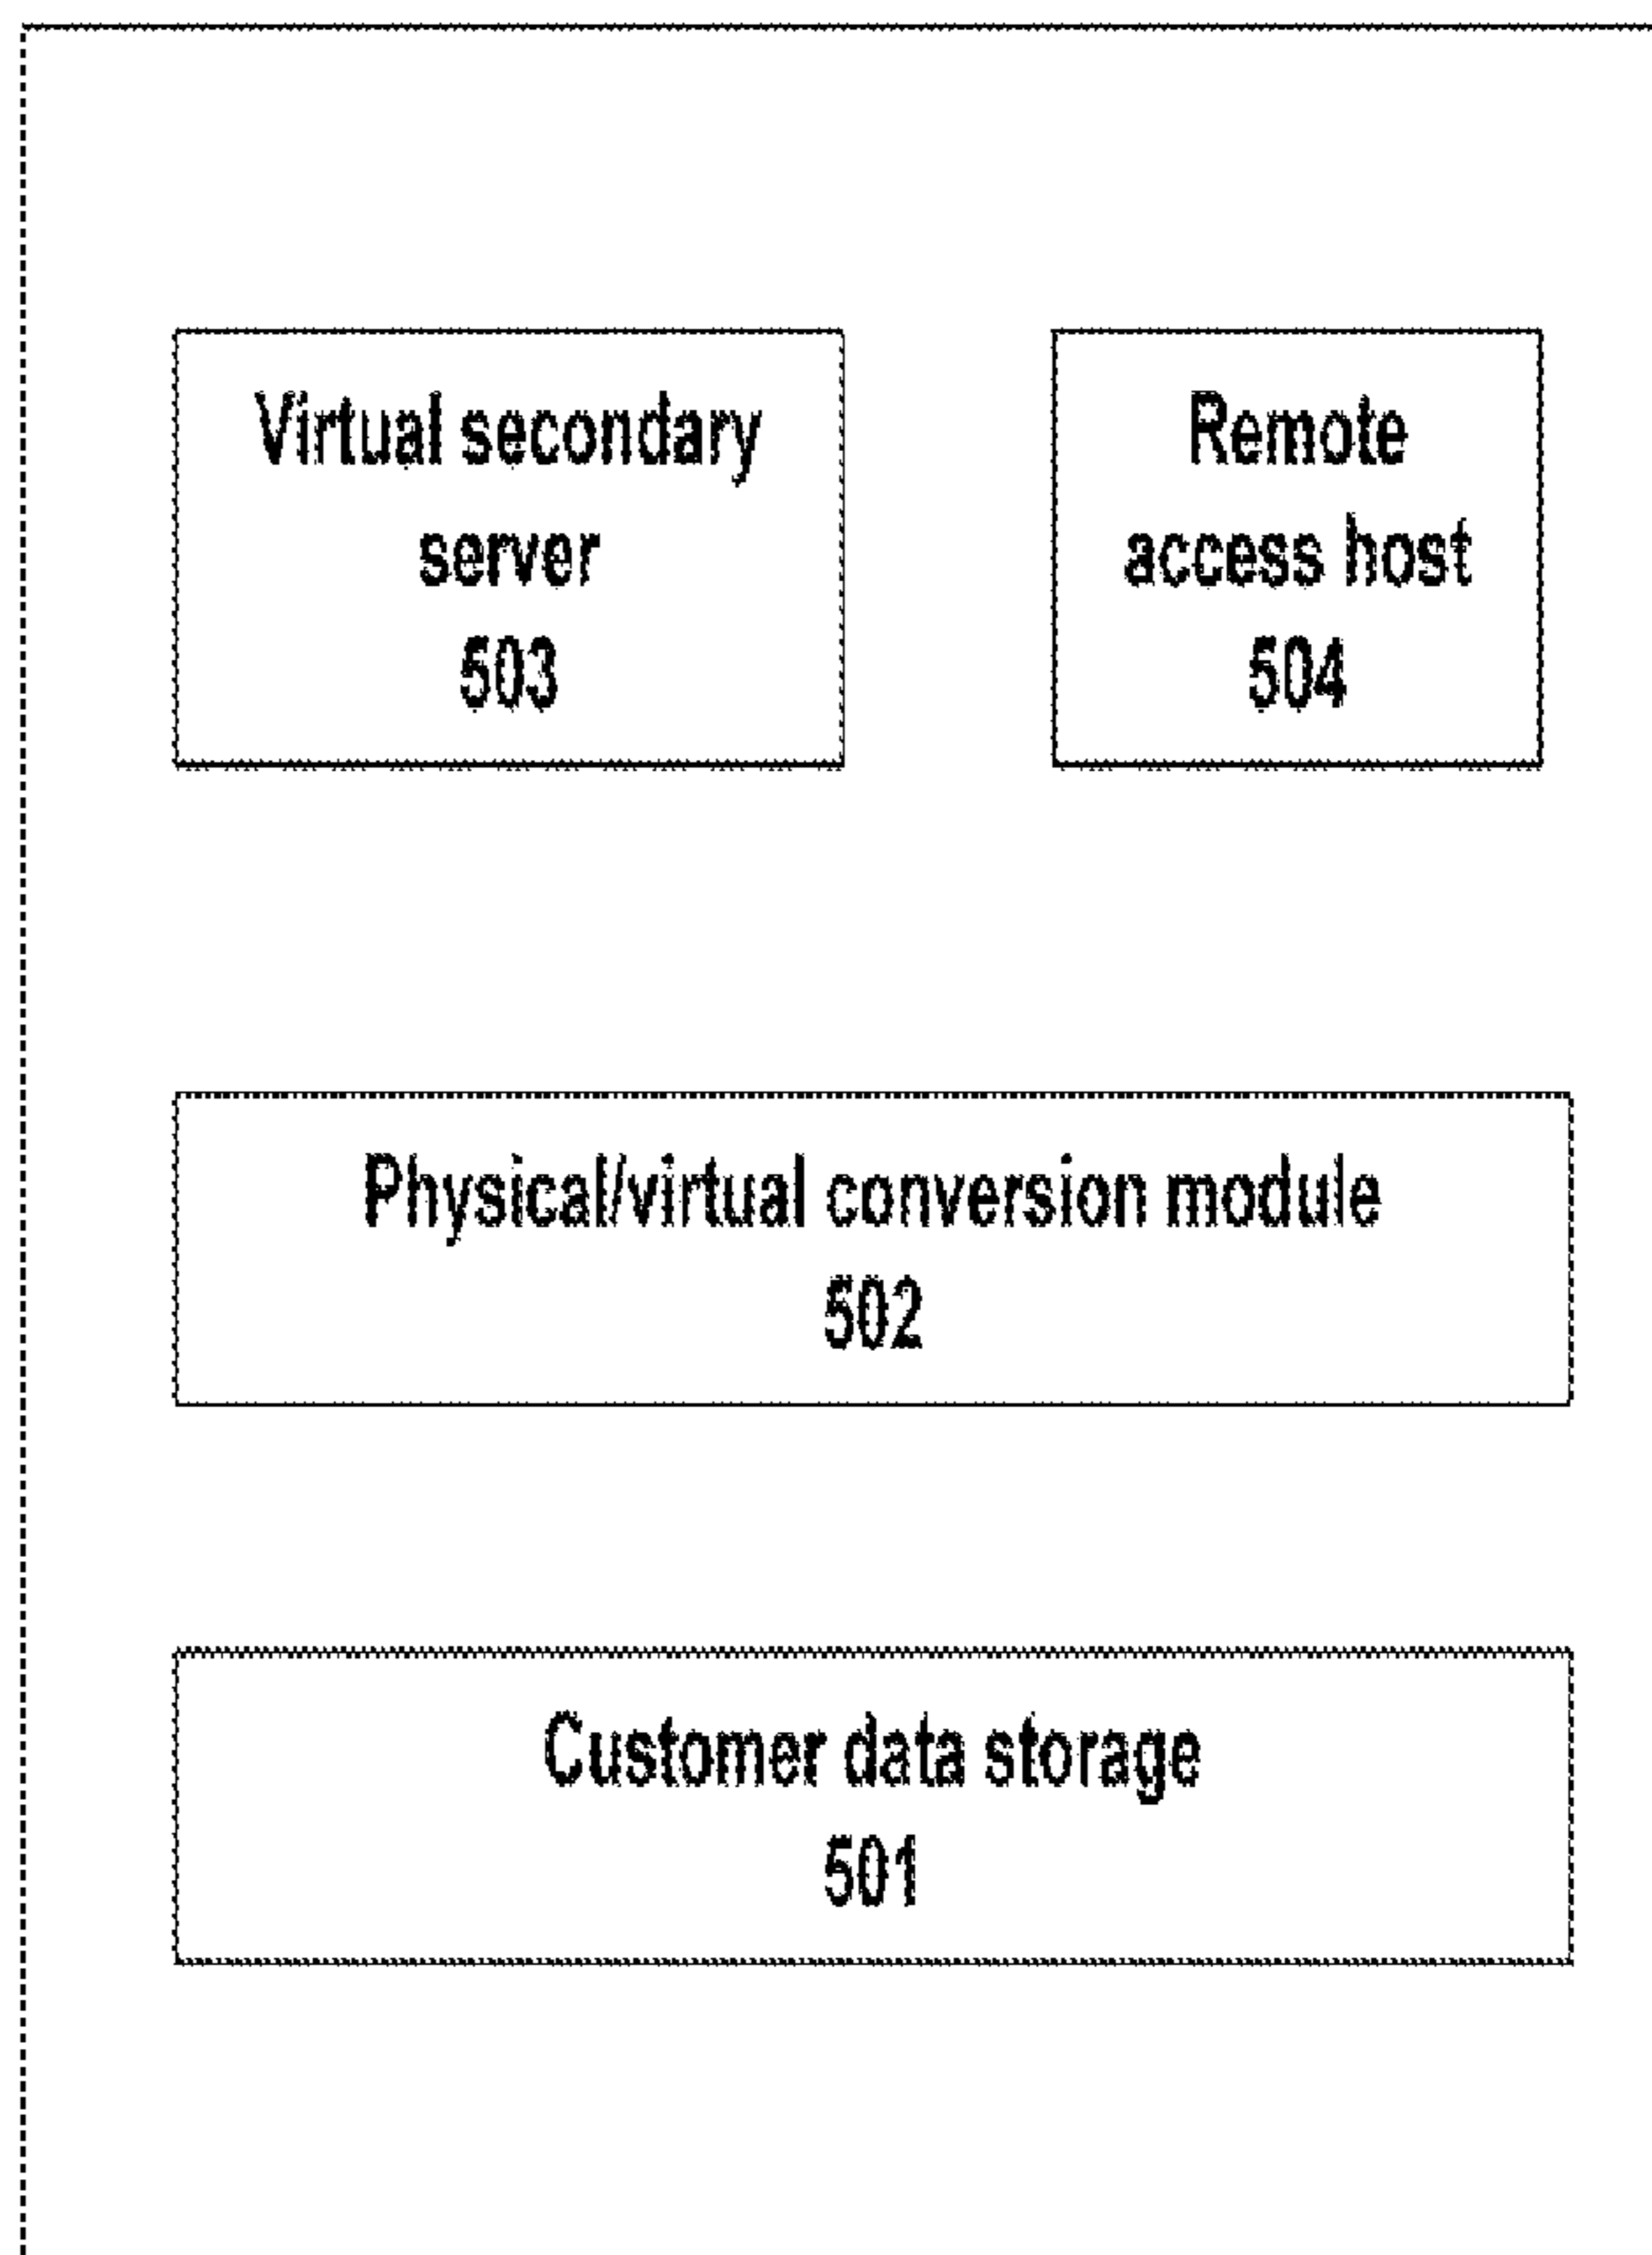 Virtual secondary
server
503
Remote
access host
504
Physical/virtual conversion module
502
Customer data storage
501